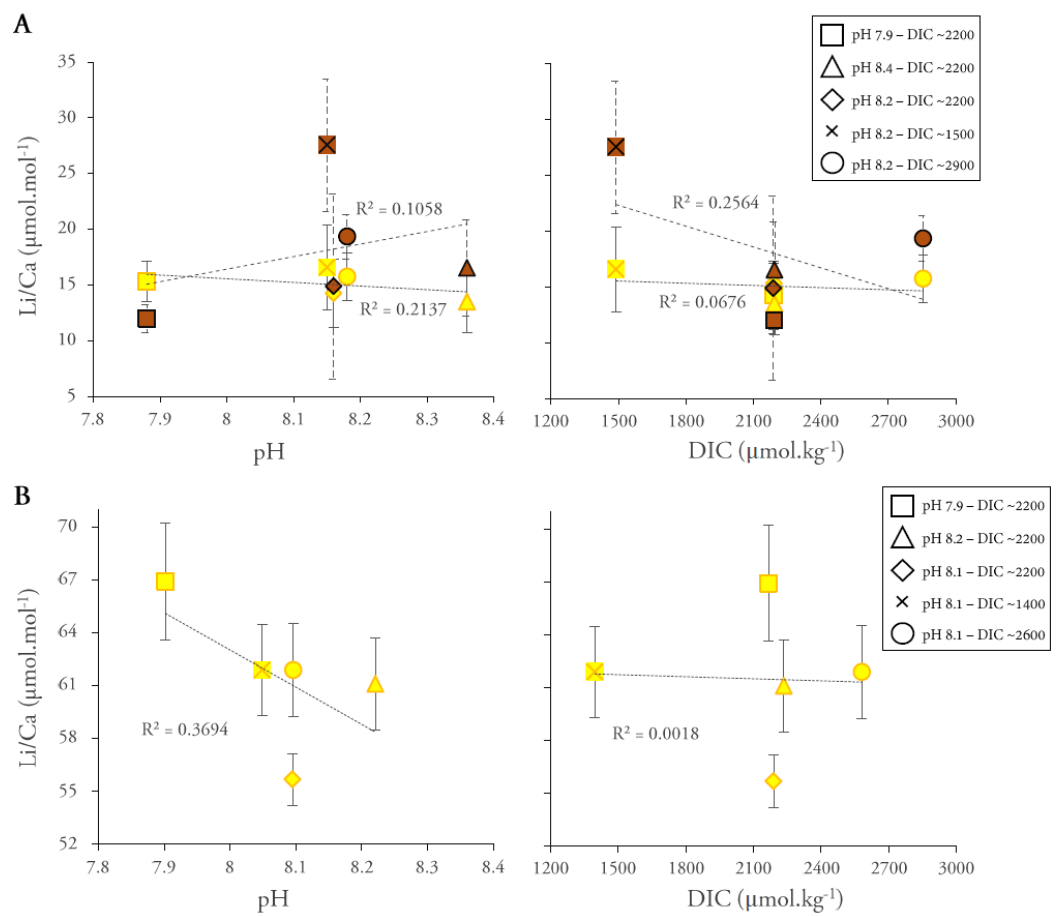 A
pH 7.9 – DIC ~2200
pH 8.4 – DIC ~2200
pH 8.2 – DIC ~2200
pH 8.2 – DIC ~1500
pH 8.2 – DIC ~2900
Li/Ca (µmol.mol⁻¹)
35
30
25
20
15
10
5
R² = 0.1058
R² = 0.2137
7.8 7.9 8 8.1 8.2 8.3 8.4
pH
R² = 0.2564
R² = 0.0676
1200 1500 1800 2100 2400 2700 3000
DIC (µmol.kg⁻¹)
B
pH 7.9 – DIC ~2200
pH 8.2 – DIC ~2200
pH 8.1 – DIC ~2200
pH 8.1 – DIC ~1400
pH 8.1 – DIC ~2600
Li/Ca (µmol.mol⁻¹)
70
67
64
61
58
55
52
R² = 0.3694
7.8 7.9 8 8.1 8.2 8.3 8.4
pH
R² = 0.0018
1200 1500 1800 2100 2400 2700 3000
DIC (µmol.kg⁻¹)